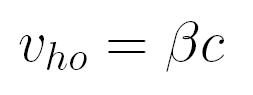 v_{ho} = βc